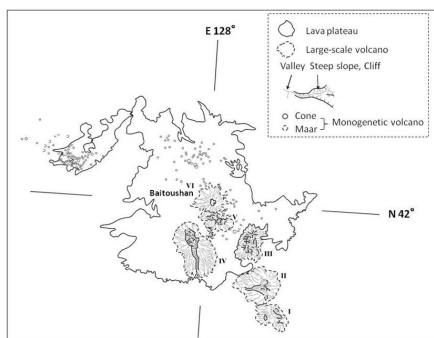 E 128°
Lava plateau
Large-scale volcano
Valley Steep slope, Cliff
Cone
Maar
Monogenetic volcano
VI
Baitoushan
V
N 42°
III
IV
II
I